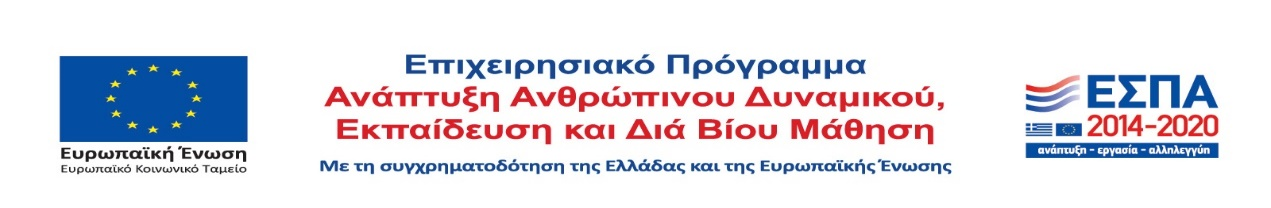 Ευρωπαϊκή Ένωση
Ευρωπαϊκό Κοινωνικό Ταμείο
Επιχειρησιακό Πρόγραμμα
Ανάπτυξη Ανθρώπινου Δυναμικού,
Εκπαίδευση και Διά Βίου Μάθηση
Με τη συγχρηματοδότηση της Ελλάδας και της Ευρωπαϊκής Ένωσης
ΕΣΠΑ
2014-2020
ανάπτυξη - εργασία - αλληλεγγύη